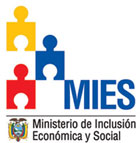 MIES
Ministerio de Inclusión
Económica y Social